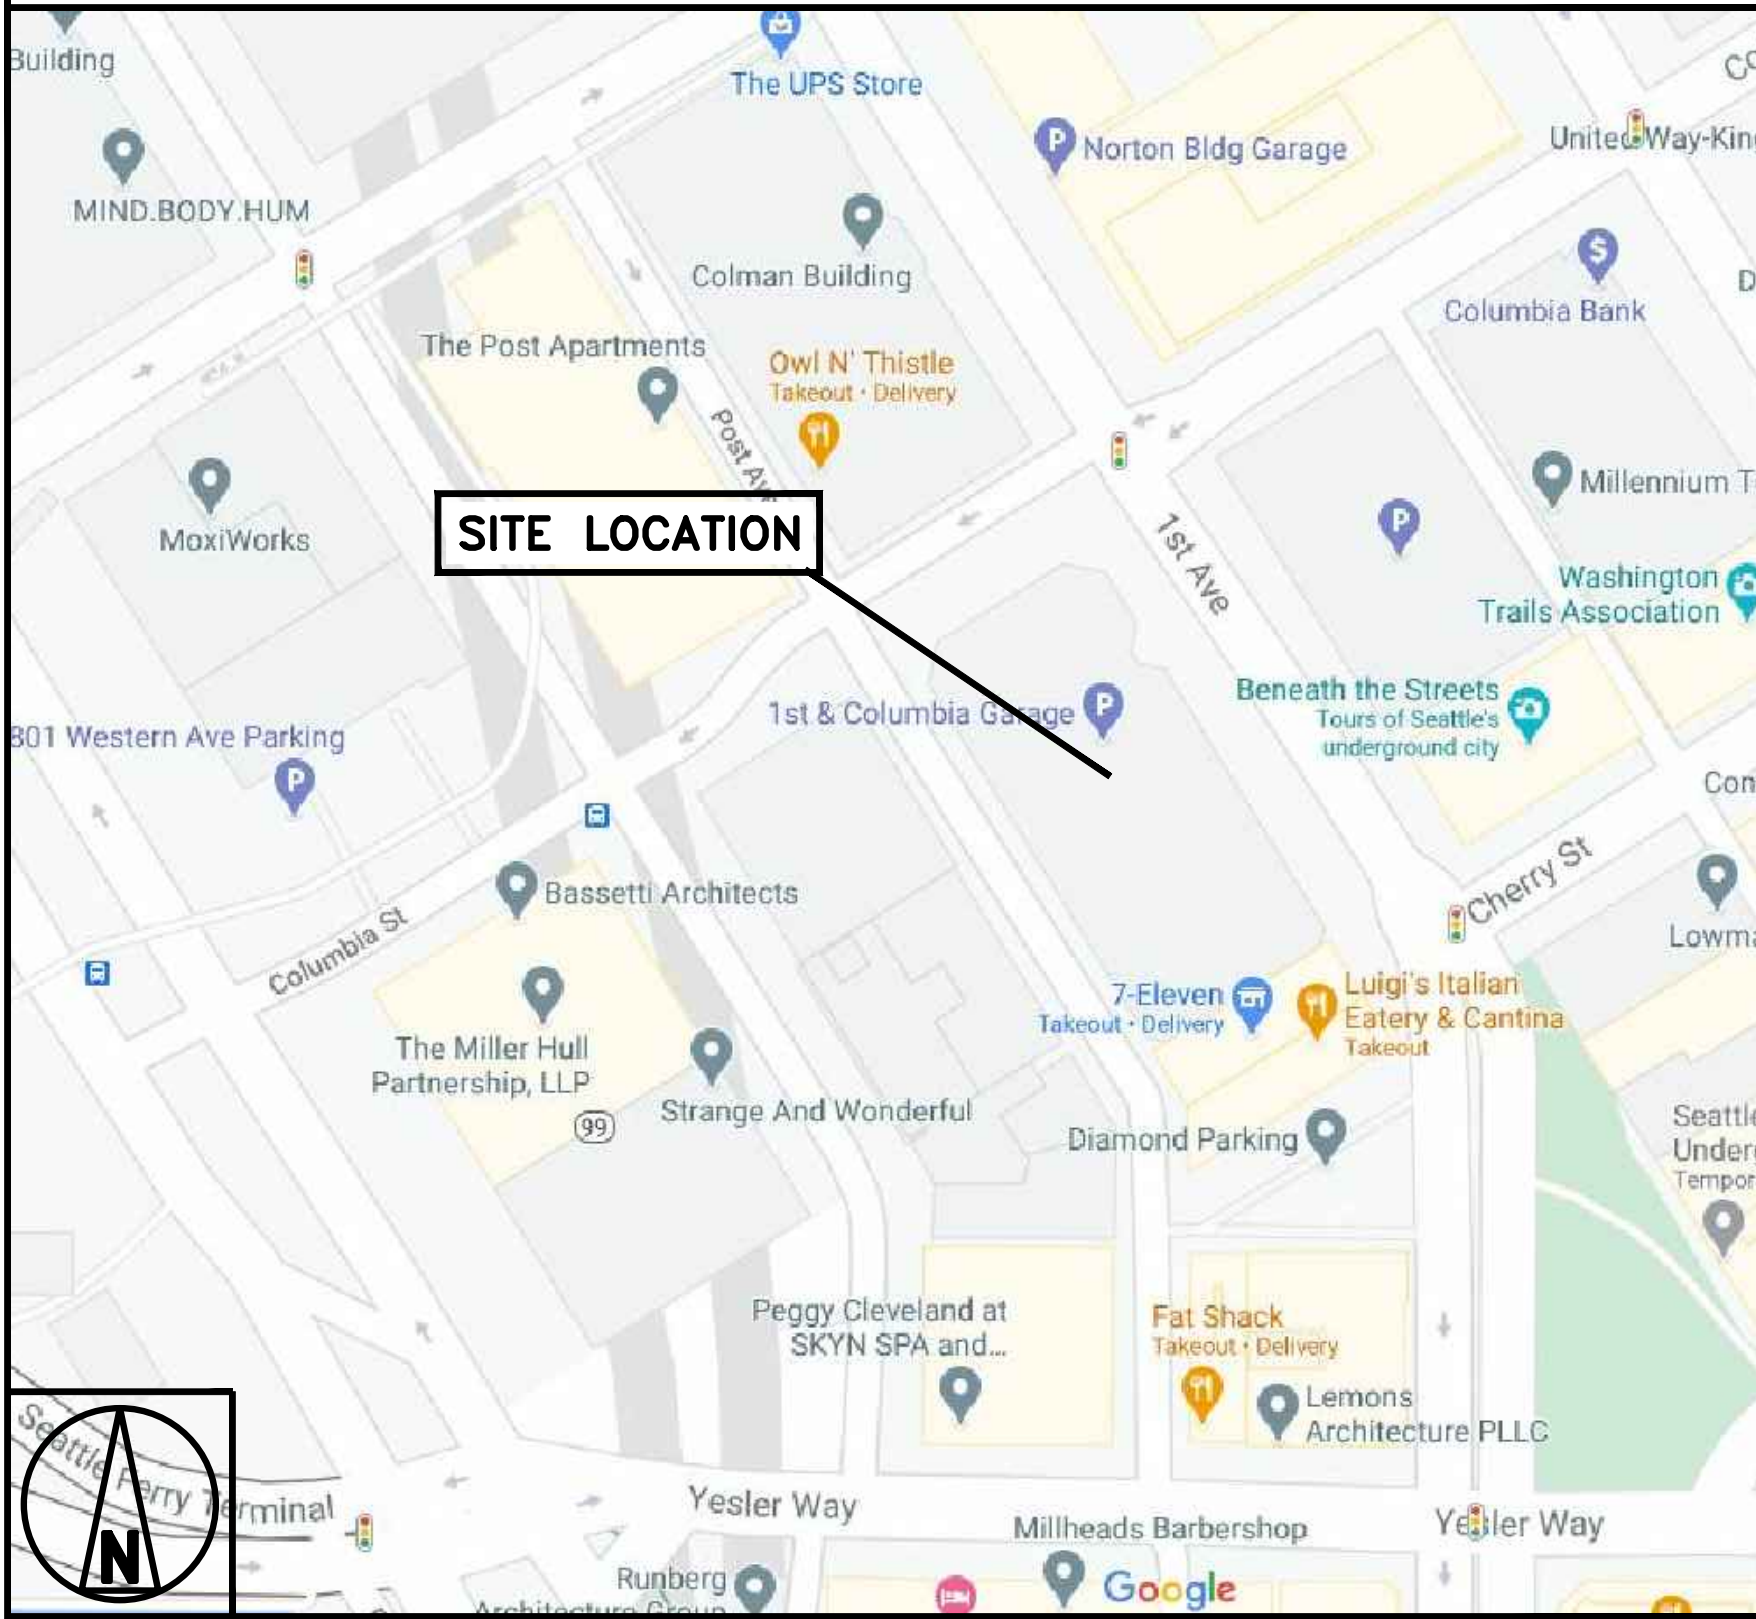 Building
The UPS Store
Norton Bldg Garage
MIND.BODY.HUM
Colman Building
Columbia Bank
The Post Apartments
Owl N' Thistle
Takeout · Delivery
Post
MoxiWorks
SITE LOCATION
1st Ave
Millennium
Washington
Trails Association
Beneath the Streets
Tours of Seattle's
underground city
1st & Columbia Garage
801 Western Ave Parking
Cherry St
Bassetti Architects
Columbia St
7-Eleven
Takeout · Delivery
Luigi's Italian
Eatery & Cantina
Takeout
The Miller Hull
Partnership, LLP
99
Strange And Wonderful
Diamond Parking
Peggy Cleveland at
SKYN SPA and...
Fat Shack
Takeout · Delivery
Lemons
Architecture PLLC
Seattle Ferry Terminal
N
Yesler Way
Yesler Way
Millheads Barbershop
Runberg
Architecture Group
Google